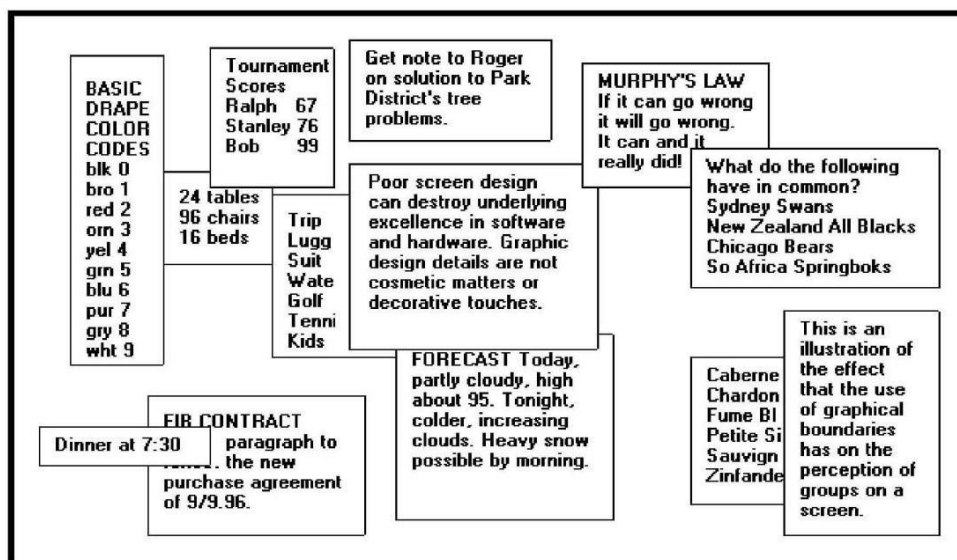 BASIC
DRAPE
COLOR
CODES
blk 0
bro 1
red 2
orn 3
yel 4
grn 5
blu 6
pur 7
gry 8
wht 9
Tournament
Scores
Ralph 67
Stanley 76
Bob 99
24 tables
96 chairs
16 beds
Get note to Roger
on solution to Park
District's tree
problems.
Trip
Lugg
Suit
Wate
Golf
Tenni
Kids
Poor screen design
can destroy underlying
excellence in software
and hardware. Graphic
design details are not
cosmetic matters or
decorative touches.
MURPHY'S LAW
If it can go wrong
it will go wrong.
It can and it
really did!
What do the following
have in common?
Sydney Swans
New Zealand All Blacks
Chicago Bears
So Africa Springboks
FORECAST Today,
partly cloudy, high
about 95. Tonight,
colder, increasing
clouds. Heavy snow
possible by morning.
Caberne
Chardon
Fume Bl
Petite Si
Sauvign
Zinfande
This is an
illustration of
the effect
that the use
of graphical
boundaries
has on the
perception of
groups on a
screen.
FIB CONTRACT
Dinner at 7:30
paragraph to
the new
purchase agreement
of 9/9.96.